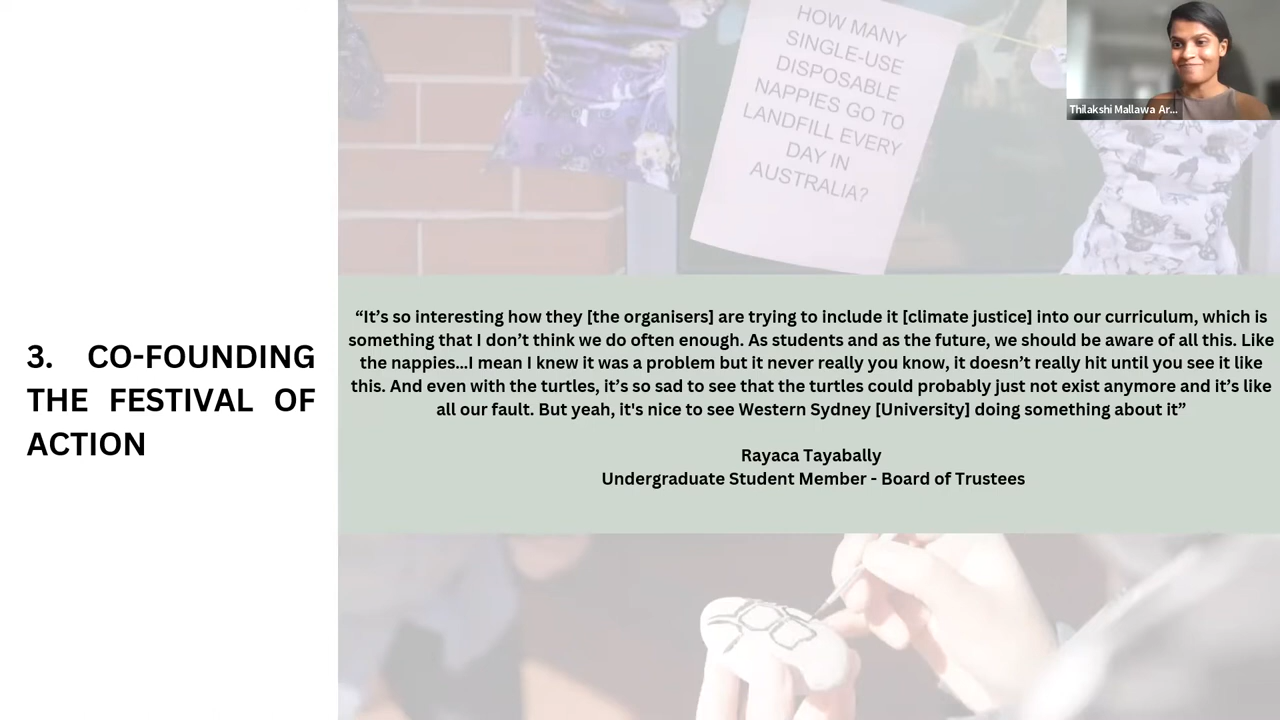 HOW MANY
SINGLE-USE
DISPOSABLE
NAPPIES GO TO
LANDFILL EVERY
DAY IN
AUSTRALIA?
Thilakshi Mallawa Ar...
3. CO-FOUNDING
THE FESTIVAL OF
ACTION
“It’s so interesting how they [the organisers] are trying to include it [climate justice] into our curriculum, which is
something that I don’t think we do often enough. As students and as the future, we should be aware of all this. Like
the nappies...I mean I knew it was a problem but it never really you know, it doesn’t really hit until you see it like
this. And even with the turtles, it’s so sad to see that the turtles could probably just not exist anymore and it’s like
all our fault. But yeah, it's nice to see Western Sydney [University] doing something about it”
Rayaca Tayabally
Undergraduate Student Member - Board of Trustees